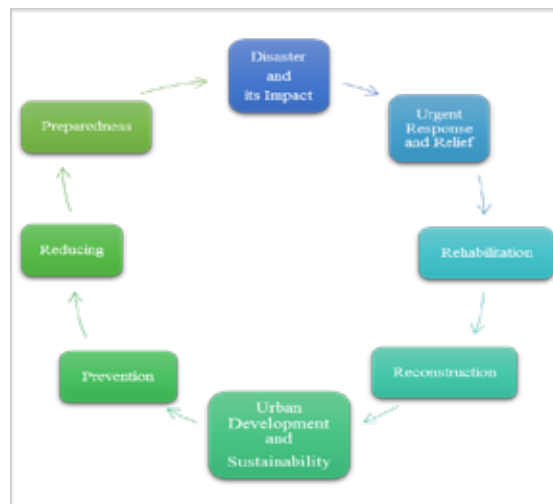 Disaster
and
its Impact
Urgent
Response
and Relief
Rehabilitation
Reconstruction
Urban
Development
and
Sustainability
Prevention
Reducing
Preparedness